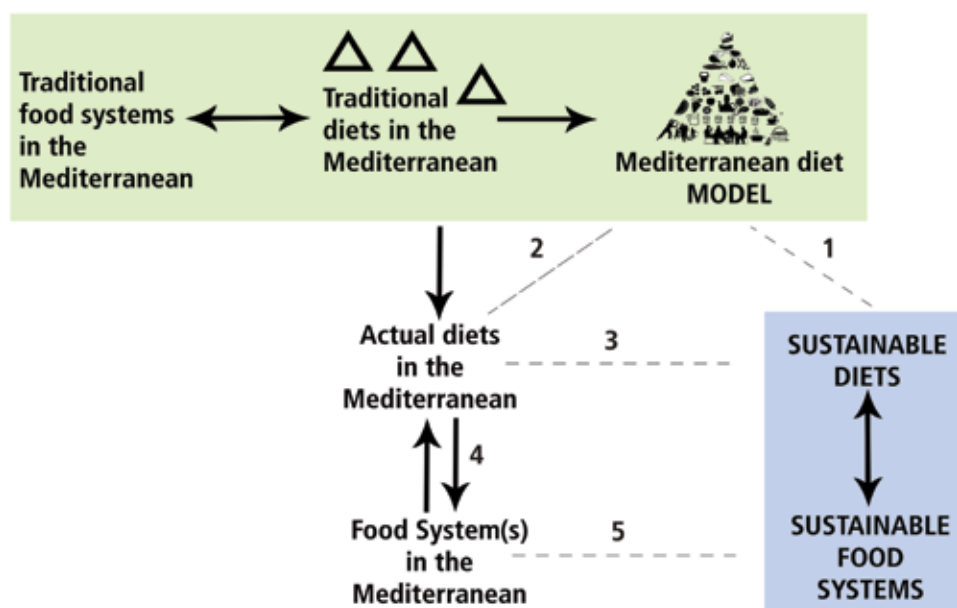 Traditional
food systems
in the
Mediterranean
Traditional
diets in the
Mediterranean
Mediterranean diet
MODEL
2
1
Actual diets
in the
Mediterranean
3
SUSTAINABLE
DIETS
4
Food System(s)
in the
Mediterranean
5
SUSTAINABLE
FOOD
SYSTEMS